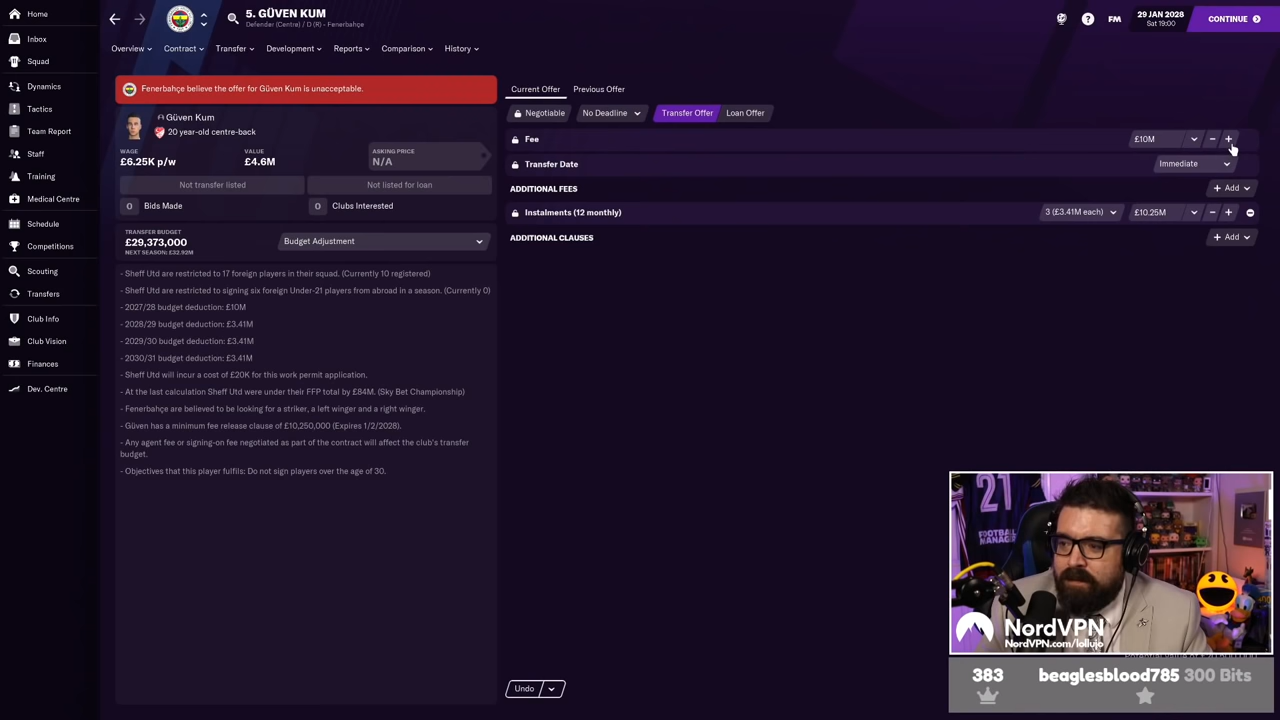 Home
Inbox
Squad
Dynamics
Tactics
Team Report
Staff
Training
Medical Centre
Schedule
Competitions
Scouting
Transfers
Club Info
Club Vision
Finances
Dev. Centre
5. GÜVEN KUM
Defender (Centre) / D (R) - Fenerbahçe
FM
29 JAN 2028
Sat 19:00
CONTINUE
Overview
Contract
Transfer
Development
Reports
Comparison
History
Fenerbahçe believe the offer for Güven Kum is unacceptable.
Güven Kum
20 year-old centre-back
WAGE
£6.25K p/w
VALUE
£4.6M
ASKING PRICE
N/A
Not transfer listed
Not listed for loan
0 Bids Made
0 Clubs Interested
TRANSFER BUDGET
£29,373,000
NEXT SEASON: £32.92M
Budget Adjustment
- Sheff Utd are restricted to 17 foreign players in their squad. (Currently 10 registered)
- Sheff Utd are restricted to signing six foreign Under-21 players from abroad in a season. (Currently 0)
- 2027/28 budget deduction: £10M
- 2028/29 budget deduction: £3.41M
- 2029/30 budget deduction: £3.41M
- 2030/31 budget deduction: £3.41M
- Sheff Utd will incur a cost of £20K for this work permit application.
- At the last calculation Sheff Utd were under their FFP total by £84M. (Sky Bet Championship)
- Fenerbahçe are believed to be looking for a striker, a left winger and a right winger.
- Güven has a minimum fee release clause of £10,250,000 (Expires 1/2/2028).
- Any agent fee or signing-on fee negotiated as part of the contract will affect the club's transfer
budget.
- Objectives that this player fulfils: Do not sign players over the age of 30.
Current Offer
Previous Offer
Negotiable
No Deadline
Transfer Offer
Loan Offer
Fee
£10M
Transfer Date
Immediate
ADDITIONAL FEES
+ Add
Instalments (12 monthly)
3 (£3.41M each)
£10.25M
ADDITIONAL CLAUSES
+ Add
Undo
21
FOOTBALL
NordVPN
NordVPN.com/lollujo
383
beaglesblood785 300 Bits